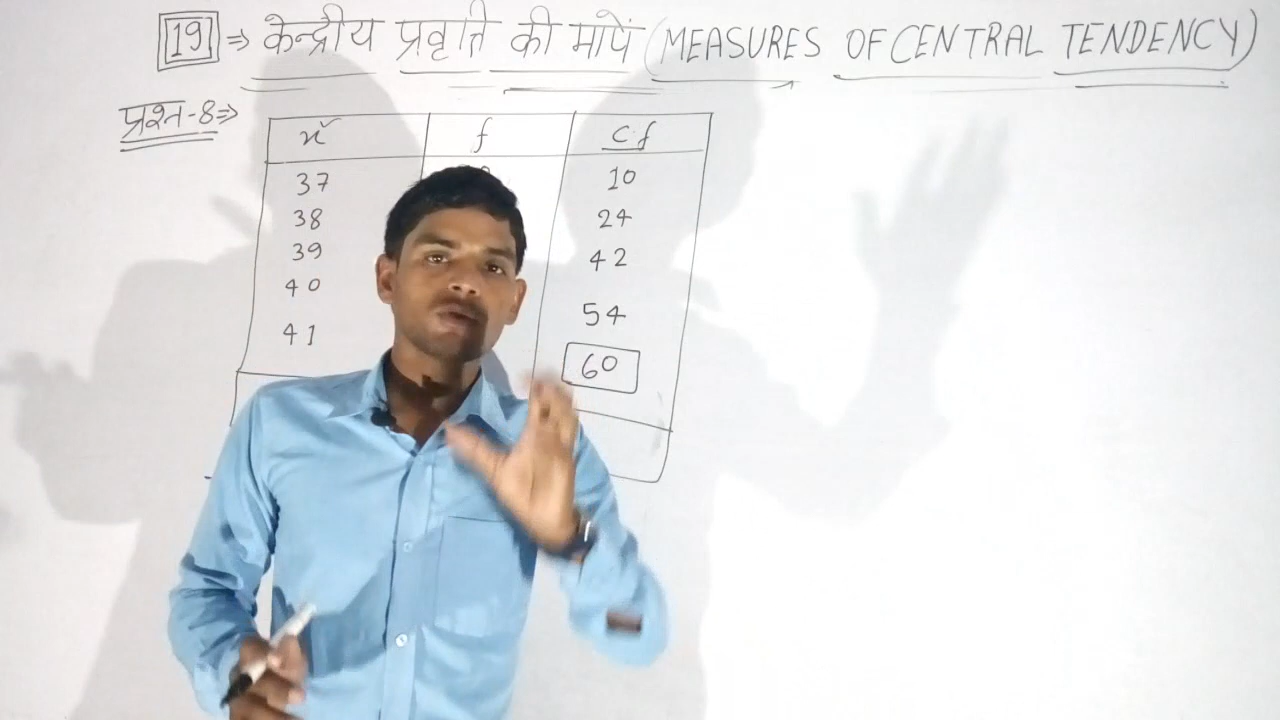 19 ⇒ केन्द्रीय प्रवृति की मापें (MEASURES OF CENTRAL TENDENCY)
प्रश्न-8⇒
x f cf
37 10
38 24
39 42
40 54
41 60